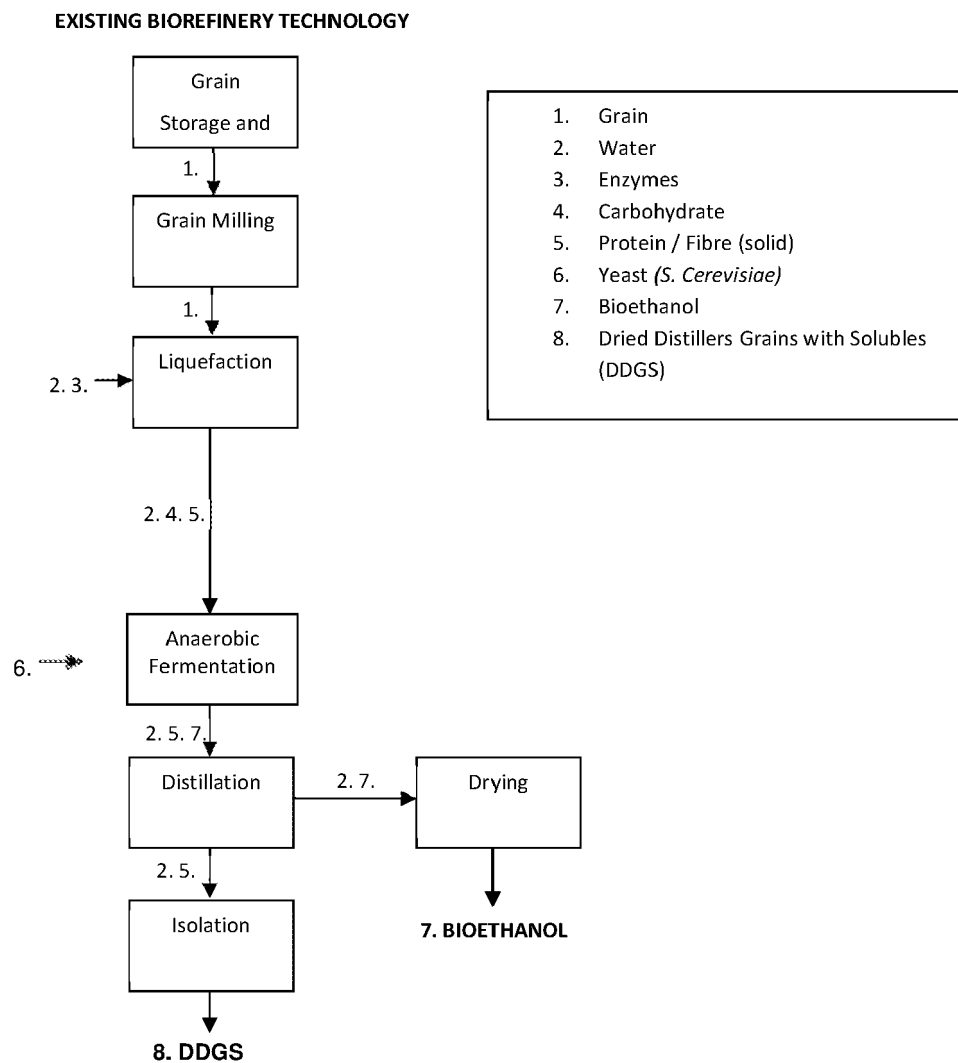 EXISTING BIOREFINERY TECHNOLOGY
Grain
Storage and
1.
Grain Milling
1.
Liquefaction
2. 3.
2. 4. 5.
Anaerobic
Fermentation
6.
2. 5. 7.
Distillation
2. 7.
Drying
2. 5.
Isolation
7. BIOETHANOL
8. DDGS
1. Grain
2. Water
3. Enzymes
4. Carbohydrate
5. Protein / Fibre (solid)
6. Yeast (S. Cerevisiae)
7. Bioethanol
8. Dried Distillers Grains with Solubles
(DDGS)